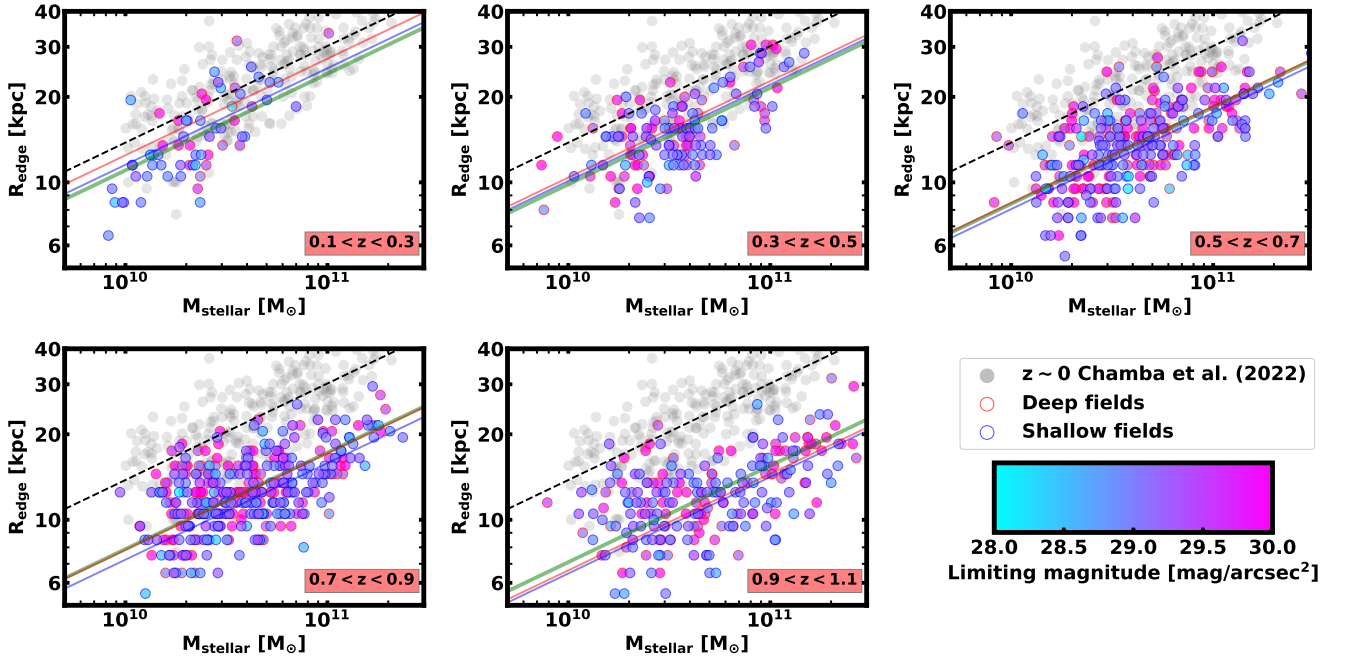 40
30
20
10
6
R_edge [kpc]
0.1 < z < 0.3
10^10
10^11
M_stellar [M_⊙]
40
30
20
10
6
R_edge [kpc]
0.3 < z < 0.5
10^10
10^11
M_stellar [M_⊙]
40
30
20
10
6
R_edge [kpc]
0.5 < z < 0.7
10^10
10^11
M_stellar [M_⊙]
40
30
20
10
6
R_edge [kpc]
0.7 < z < 0.9
10^10
10^11
M_stellar [M_⊙]
40
30
20
10
6
R_edge [kpc]
0.9 < z < 1.1
10^10
10^11
M_stellar [M_⊙]
z ~ 0 Chamba et al. (2022)
Deep fields
Shallow fields
28.0 28.5 29.0 29.5 30.0
Limiting magnitude [mag/arcsec²]